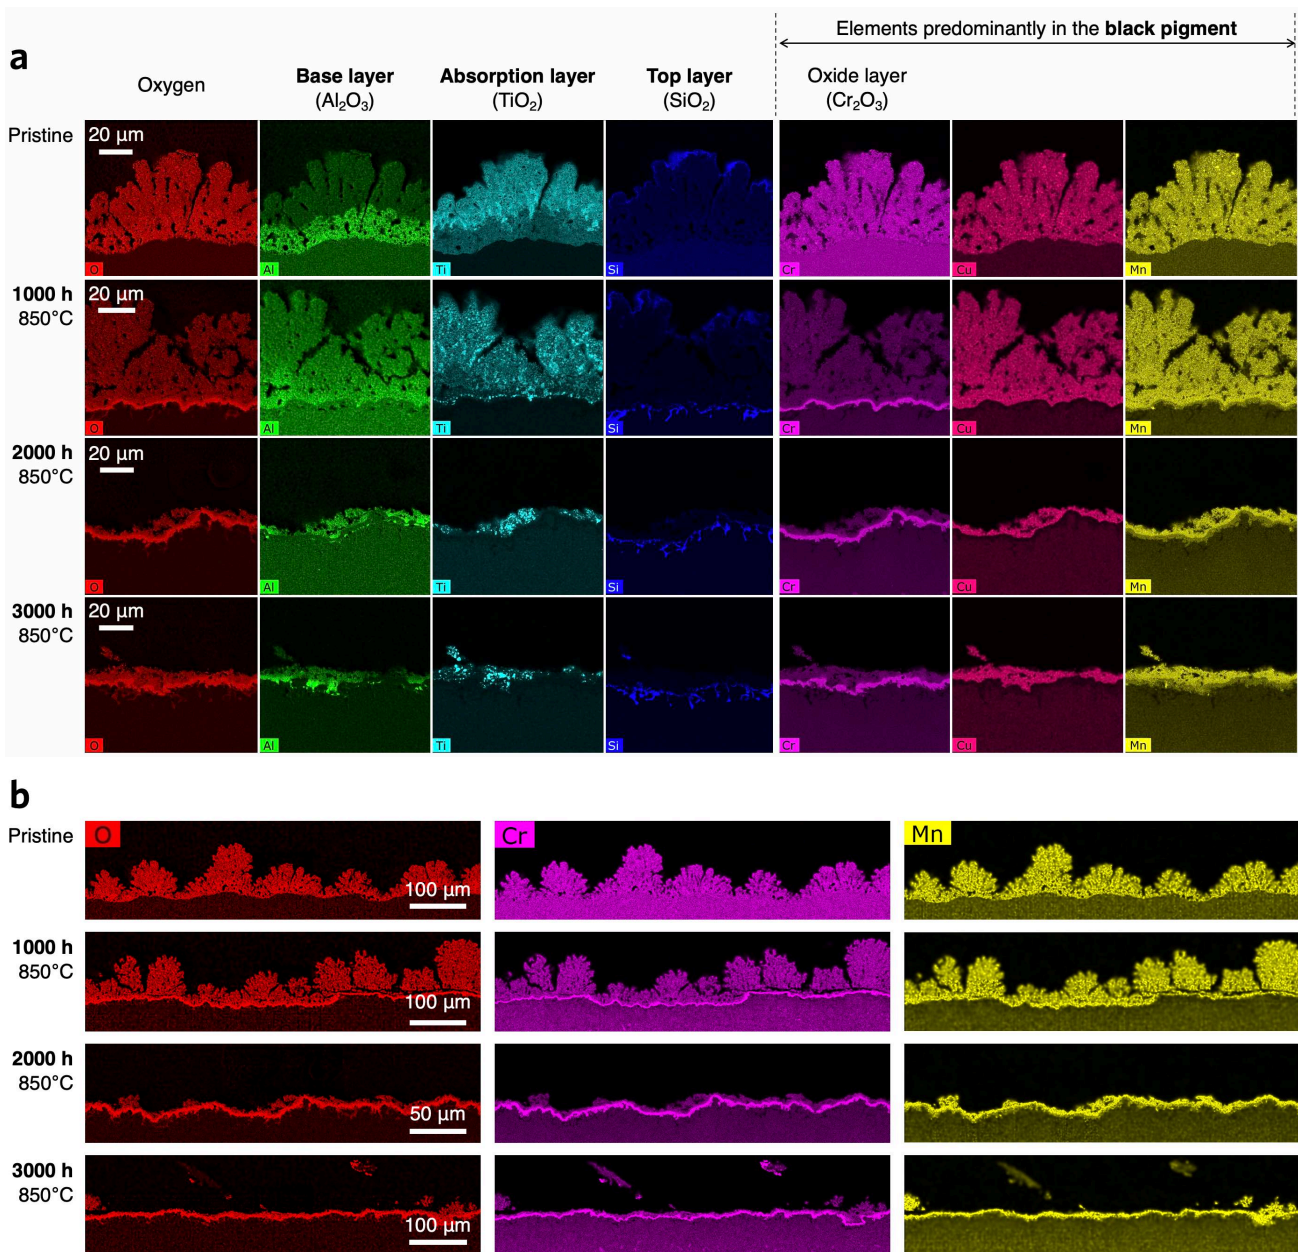 Elements predominantly in the black pigment
a
Oxygen
Base layer
(Al₂O₃)
Absorption layer
(TiO₂)
Top layer
(SiO₂)
Oxide layer
(Cr₂O₃)
Pristine
20 µm
O
Al
Ti
Si
Cr
Cu
Mn
1000 h
850°C
20 µm
O
Al
Ti
Si
Cr
Cu
Mn
2000 h
850°C
20 µm
O
Al
Ti
Si
Cr
Cu
Mn
3000 h
850°C
20 µm
O
Al
Ti
Si
Cr
Cu
Mn
b
Pristine
O
Cr
Mn
100 µm
1000 h
850°C
100 µm
2000 h
850°C
50 µm
3000 h
850°C
100 µm